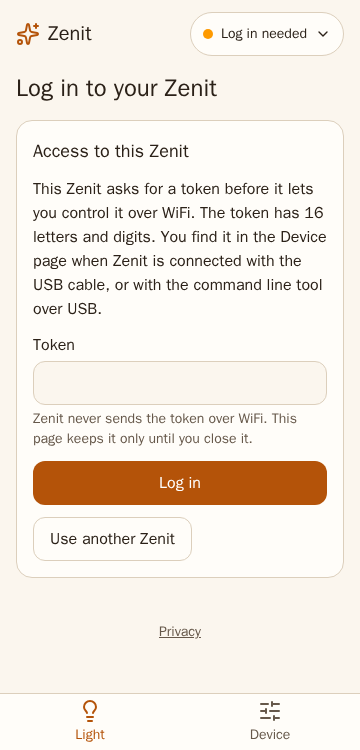 Zenit
Log in needed
Log in to your Zenit
Access to this Zenit
This Zenit asks for a token before it lets
you control it over WiFi. The token has 16
letters and digits. You find it in the Device
page when Zenit is connected with the
USB cable, or with the command line tool
over USB.
Token
Zenit never sends the token over WiFi. This
page keeps it only until you close it.
Log in
Use another Zenit
Privacy
Light
Device